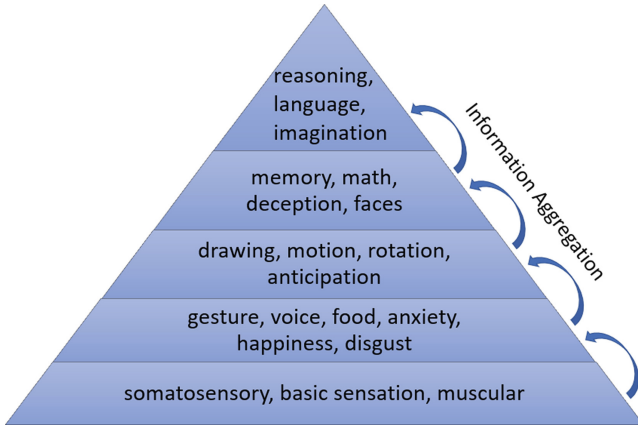 reasoning,
language,
imagination
memory, math,
deception, faces
drawing, motion, rotation,
anticipation
gesture, voice, food, anxiety,
happiness, disgust
somatosensory, basic sensation, muscular
Information Aggregation